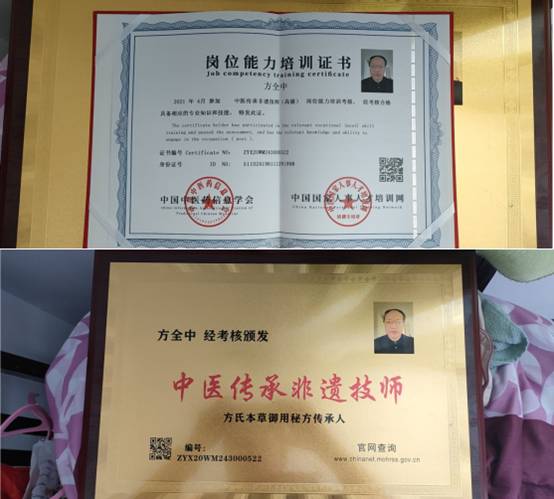 岗位能力培训证书
Job competency training certificate
方全中
2021 年 4月 参加 中医传承非遗技师（高级） 岗位能力培训考核， 经考核合格
具备相应的专业知识和技能， 特发此证。
The certificate holder has participated in the relevant vocational (post) skill
training and passed the assessment, and has the relevant knowledge and ability to
engage in the occupation ( post ).
证书编号 Certificate NO: ZYX20WM243000522
身份证号 ID NO:
中国中医药信息学会
中国国家人事人才培训网
方全中 经考核颁发
中医传承非遗技师
方氏本草御用秘方传承人
编号:
ZYX20WM243000522
官网查询
www.chinanet.mohrss.gov.cn